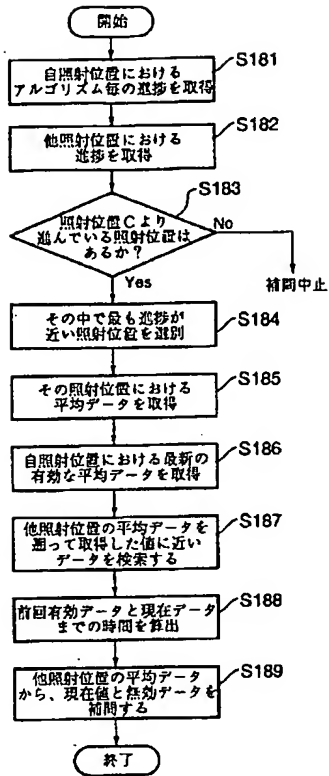 開始
S181
自照射位置における
アルゴリズム毎の進捗を取得
S182
他照射位置における
進捗を取得
S183
照射位置Cより
進んでいる照射位置は
あるか?
No
Yes
補間中止
S184
その中で最も進捗が
近い照射位置を選別
S185
その照射位置における
平均データを取得
S186
自照射位置における最新の
有効な平均データを取得
S187
他照射位置の平均データを
遡って取得した値に近い
データを検索する
S188
前回有効データと現在データ
までの時間を算出
S189
他照射位置の平均データ
から、現在値と無効データを
補間する
終了